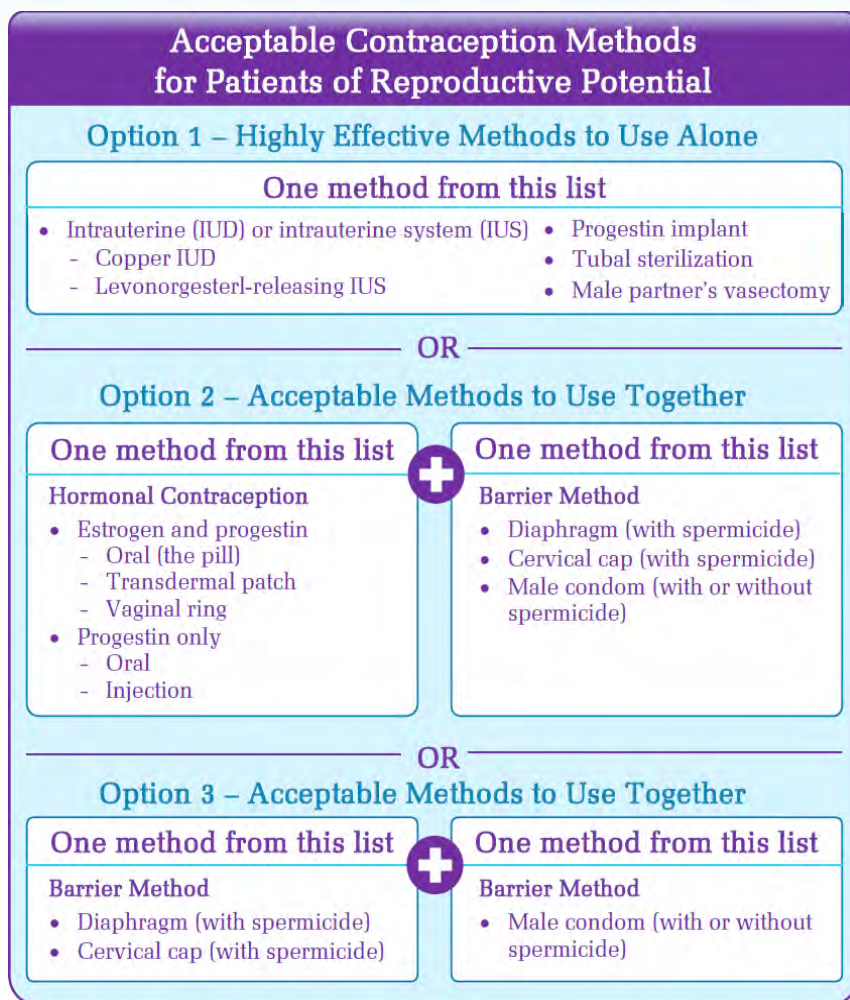 Acceptable Contraception Methods
for Patients of Reproductive Potential
Option 1 – Highly Effective Methods to Use Alone
One method from this list
• Intrauterine (IUD) or intrauterine system (IUS)
- Copper IUD
- Levonorgesterl-releasing IUS
• Progestin implant
• Tubal sterilization
• Male partner's vasectomy
OR
Option 2 – Acceptable Methods to Use Together
One method from this list
Hormonal Contraception
• Estrogen and progestin
- Oral (the pill)
- Transdermal patch
- Vaginal ring
• Progestin only
- Oral
- Injection
One method from this list
Barrier Method
• Diaphragm (with spermicide)
• Cervical cap (with spermicide)
• Male condom (with or without
spermicide)
OR
Option 3 – Acceptable Methods to Use Together
One method from this list
Barrier Method
• Diaphragm (with spermicide)
• Cervical cap (with spermicide)
One method from this list
Barrier Method
• Male condom (with or without
spermicide)